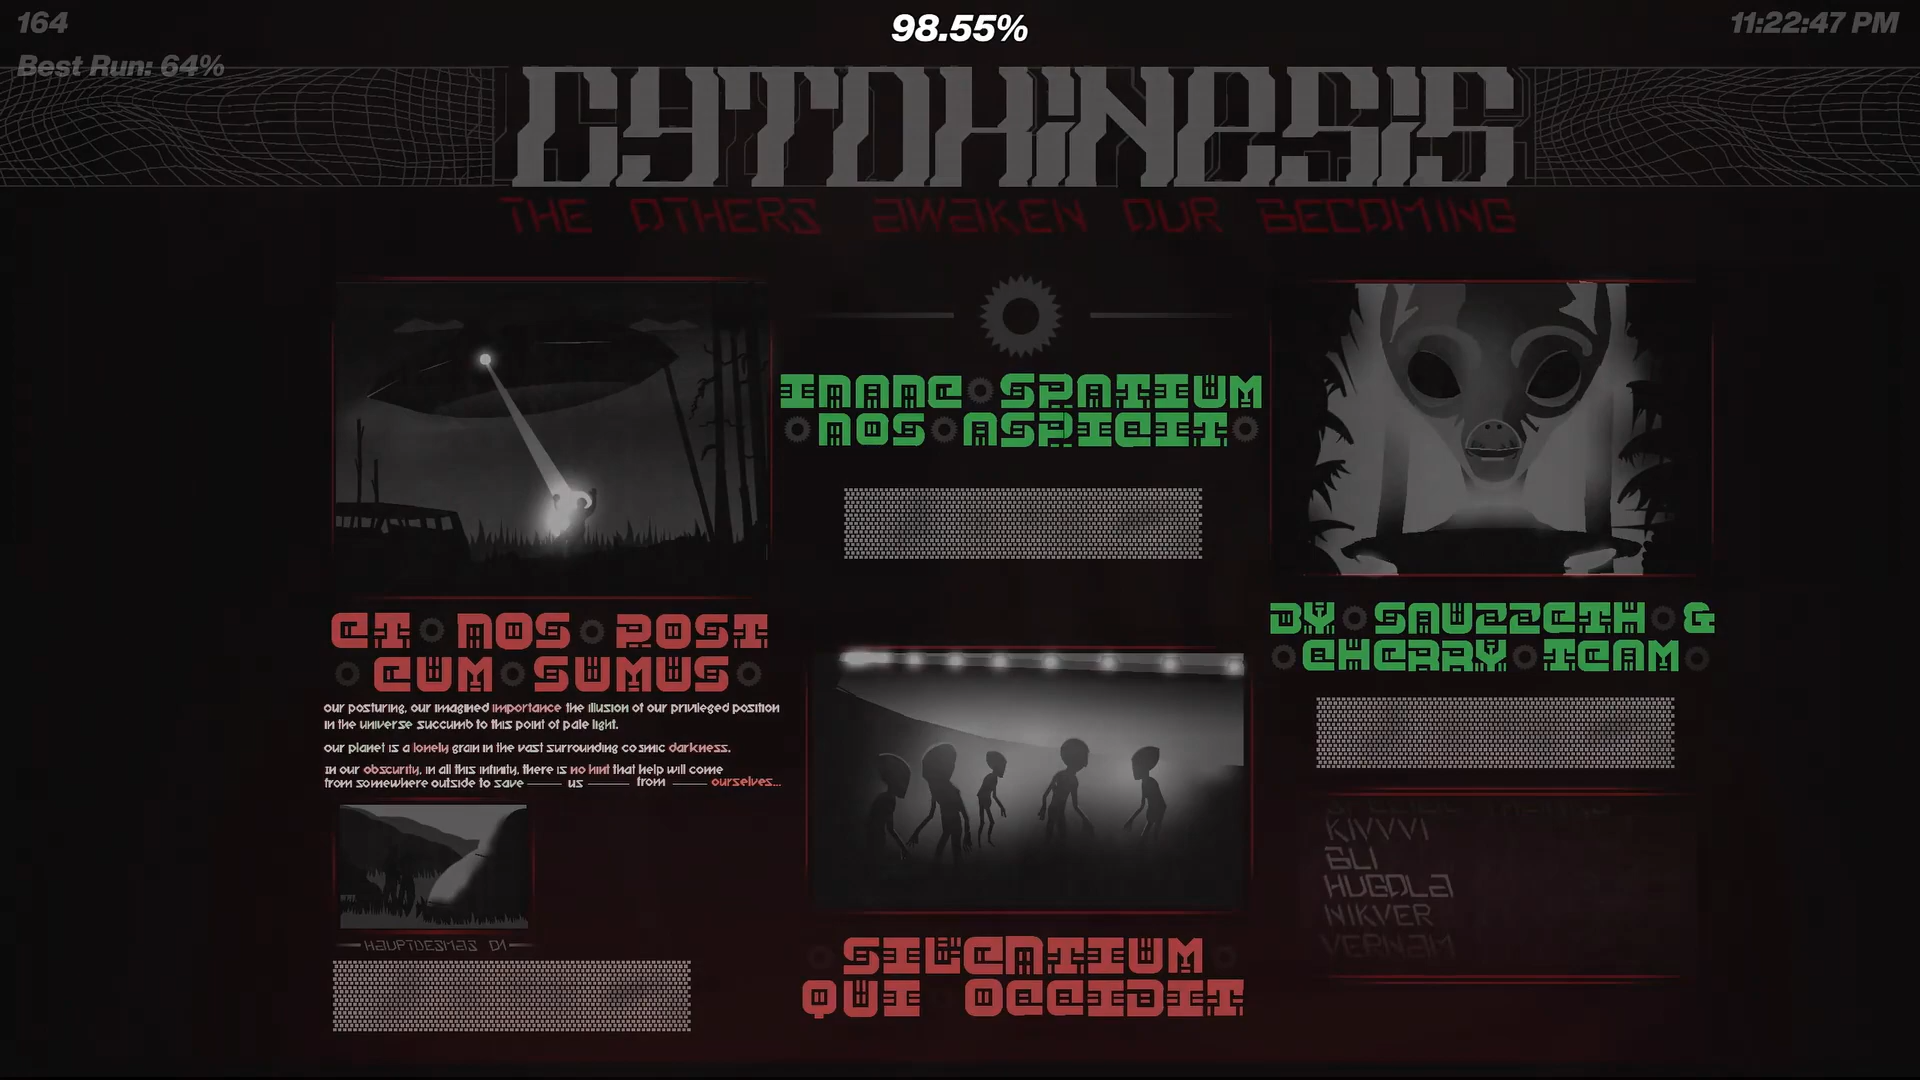 164
98.55%
11:22:47 PM
Best Run: 64%
CYTOKINESIS
THE OTHERS AWAKEN OUR BECOMING
INANE SPATIUM
NOS ASPICIT
ET NOS POST
EUM SUMUS
our posturing, our imagined importance the illusion of our privileged position
in the universe succumb to this point of pale light.
our planet is a lonely grain in the vast surrounding cosmic darkness.
in our obscurity, in all this infinity, there is no hint that help will come
from somewhere outside to save us from ourselves...
HAUPTDESMAS 01
SILENTIUM
QUI OCCIDIT
BY SAUZZETH &
CHERRY TEAM
KIVVVI
GLI
HUGOLA
NIKVER
VERNAM